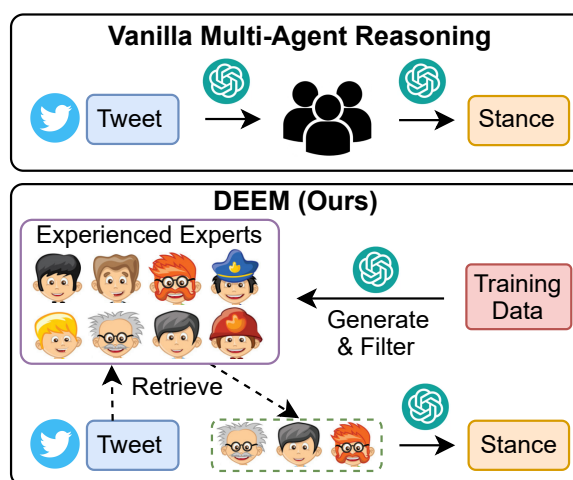 Vanilla Multi-Agent Reasoning
Tweet
Stance
DEEM (Ours)
Experienced Experts
Training
Data
Generate
& Filter
Retrieve
Tweet
Stance